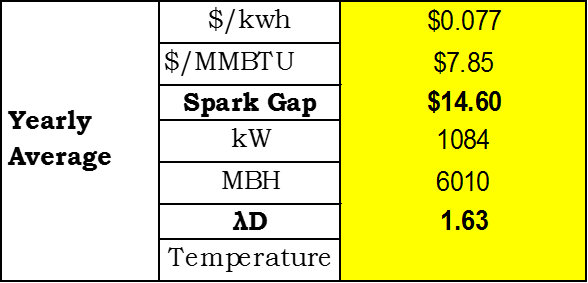 Yearly
Average
$/kwh $0.077
$/MMBTU $7.85
Spark Gap $14.60
kW 1084
MBH 6010
λD 1.63
Temperature